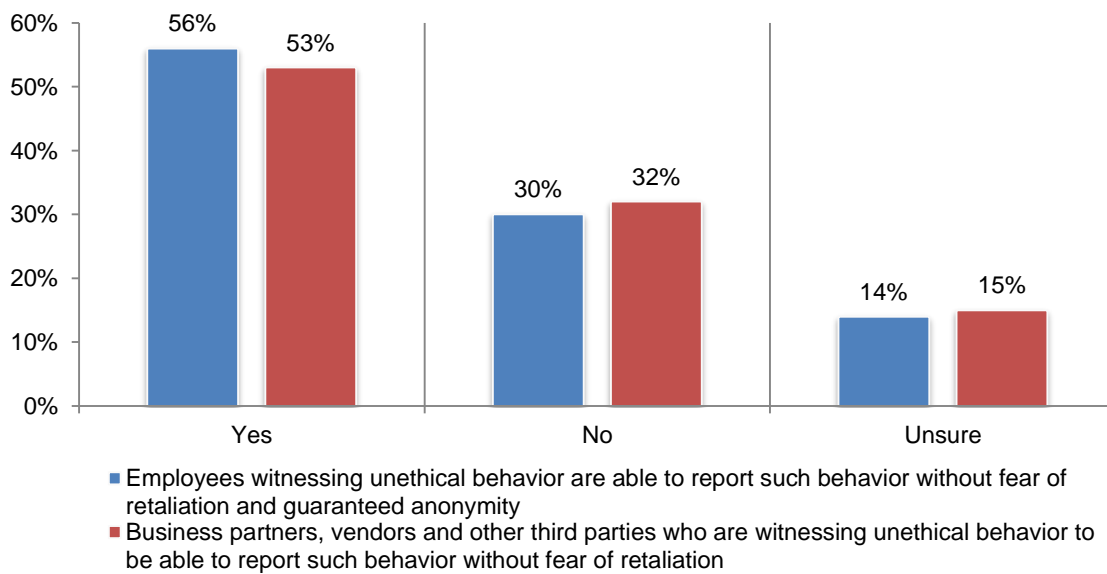 60%
56%
53%
50%
40%
30%
32%
30%
20%
14%
15%
10%
0%
Yes
No
Unsure
Employees witnessing unethical behavior are able to report such behavior without fear of
retaliation and guaranteed anonymity
Business partners, vendors and other third parties who are witnessing unethical behavior to
be able to report such behavior without fear of retaliation